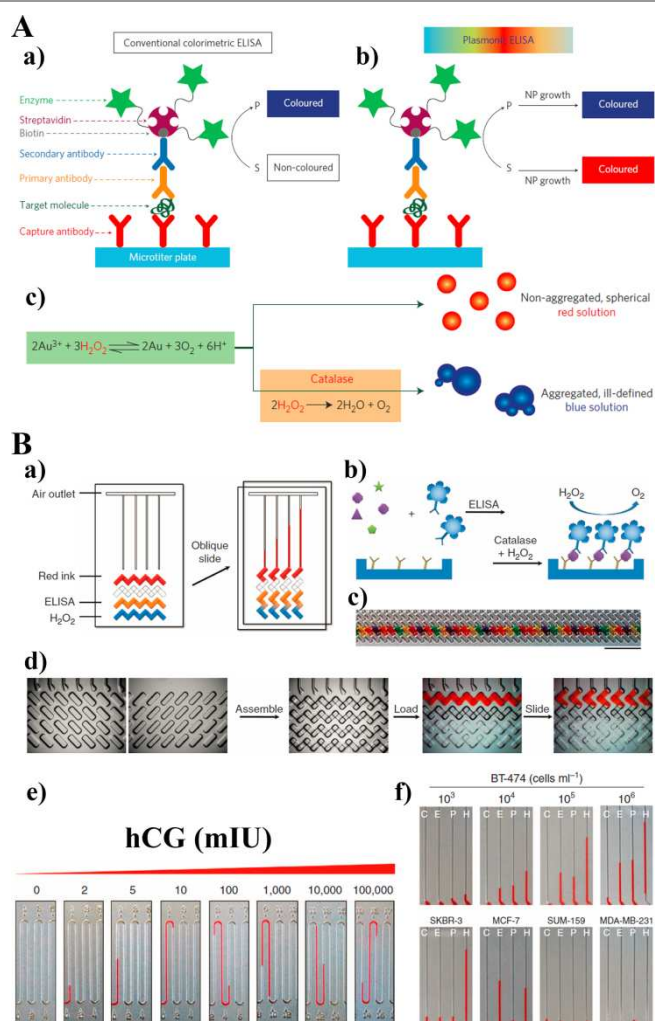 A
a)
Conventional colorimetric ELISA
Enzyme
Streptavidin
Biotin
Secondary antibody
Primary antibody
Target molecule
Capture antibody
P
Coloured
S
Non-coloured
Microtiter plate
b)
Plasmonic ELISA
P
NP growth
Coloured
S
NP growth
Coloured
c)
2Au³⁺ + 3H₂O₂ ⇌ 2Au + 3O₂ + 6H⁺
Non-aggregated, spherical
red solution
Catalase
2H₂O₂ → 2H₂O + O₂
Aggregated, ill-defined
blue solution
B
a)
Air outlet
Red ink
ELISA
H₂O₂
Oblique
slide
b)
+
ELISA
Catalase
+ H₂O₂
H₂O₂
O₂
c)
d)
Assemble
Load
Slide
e)
hCG (mIU)
0 2 5 10 100 1,000 10,000 100,000
f)
BT-474 (cells ml⁻¹)
10³ 10⁴ 10⁵ 10⁶
C E P H C E P H C E P H C E P H
SKBR-3 MCF-7 SUM-159 MDA-MB-231
C E P H C E P H C E P H C E P H